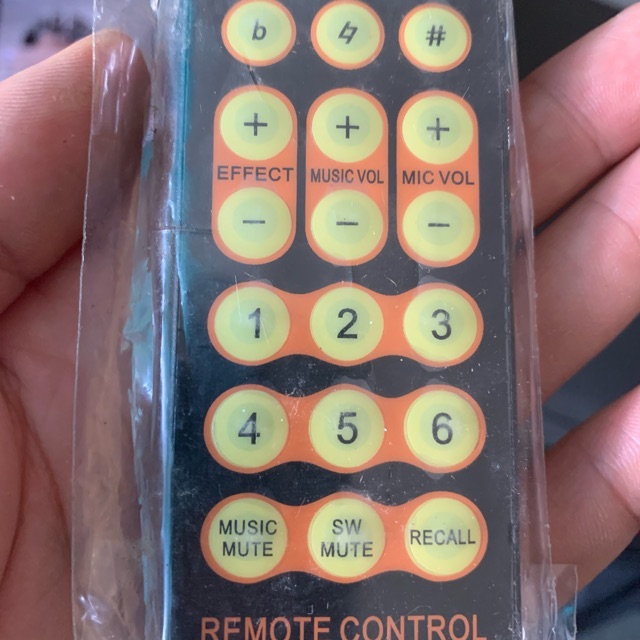 b ♮ #
+ + +
EFFECT MUSIC VOL MIC VOL
− − −
1 2 3
4 5 6
MUSIC MUTE SW MUTE RECALL
REMOTE CONTROL